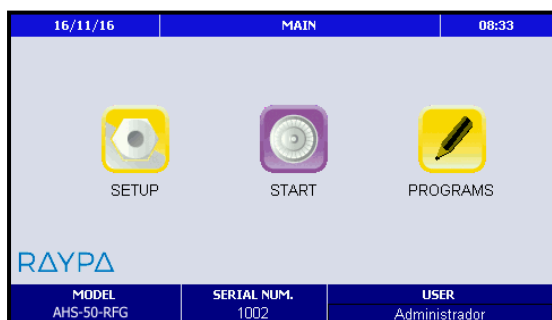 16/11/16 MAIN 08:33
SETUP START PROGRAMS
RAYPA
MODEL SERIAL NUM. USER
AHS-50-RFG 1002 Administrador